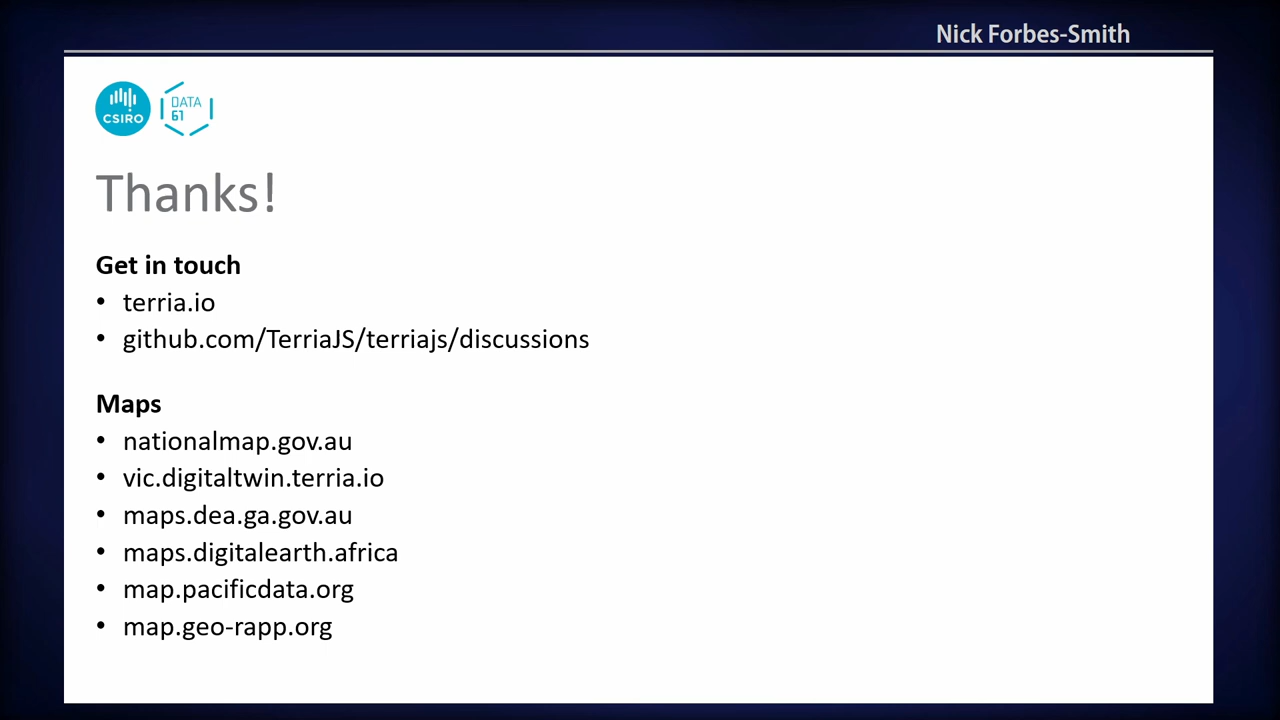 Nick Forbes-Smith
CSIRO
DATA
61
Thanks!
Get in touch
• terria.io
• github.com/TerriaJS/terriajs/discussions
Maps
• nationalmap.gov.au
• vic.digitaltwin.terria.io
• maps.dea.ga.gov.au
• maps.digitalearth.africa
• map.pacificdata.org
• map.geo-rapp.org